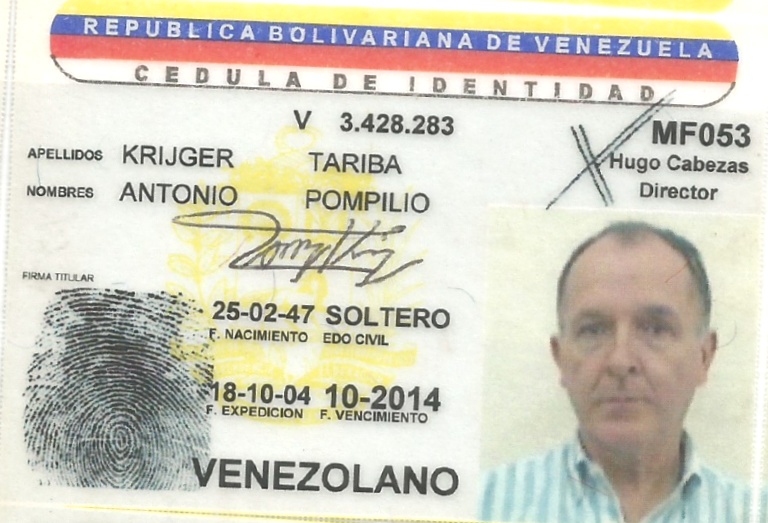 REPUBLICA BOLIVARIANA DE VENEZUELA
CEDULA DE IDENTIDAD
V 3.428.283
MF053
APELLIDOS KRIJGER TARIBA
Hugo Cabezas
NOMBRES ANTONIO POMPILIO
Director
FIRMA TITULAR
25-02-47 SOLTERO
F. NACIMIENTO EDO CIVIL
18-10-04 10-2014
F. EXPEDICION F. VENCIMIENTO
VENEZOLANO